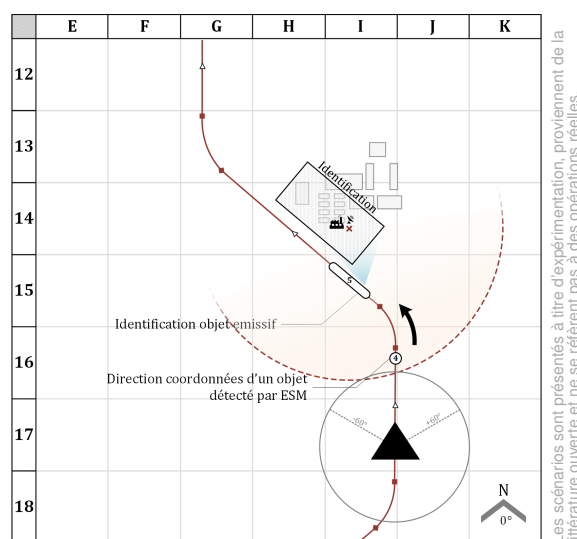 E F G H I J K
12
13
Identification
14
15
5
Identification objet emissif
16
4
Direction coordonnées d'un objet
détecté par ESM
-60°
+60°
17
18
N
0°
Les scénarios sont présentés à titre d'expérimentation, proviennent de la
littérature ouverte et ne se réfèrent pas à des opérations réelles